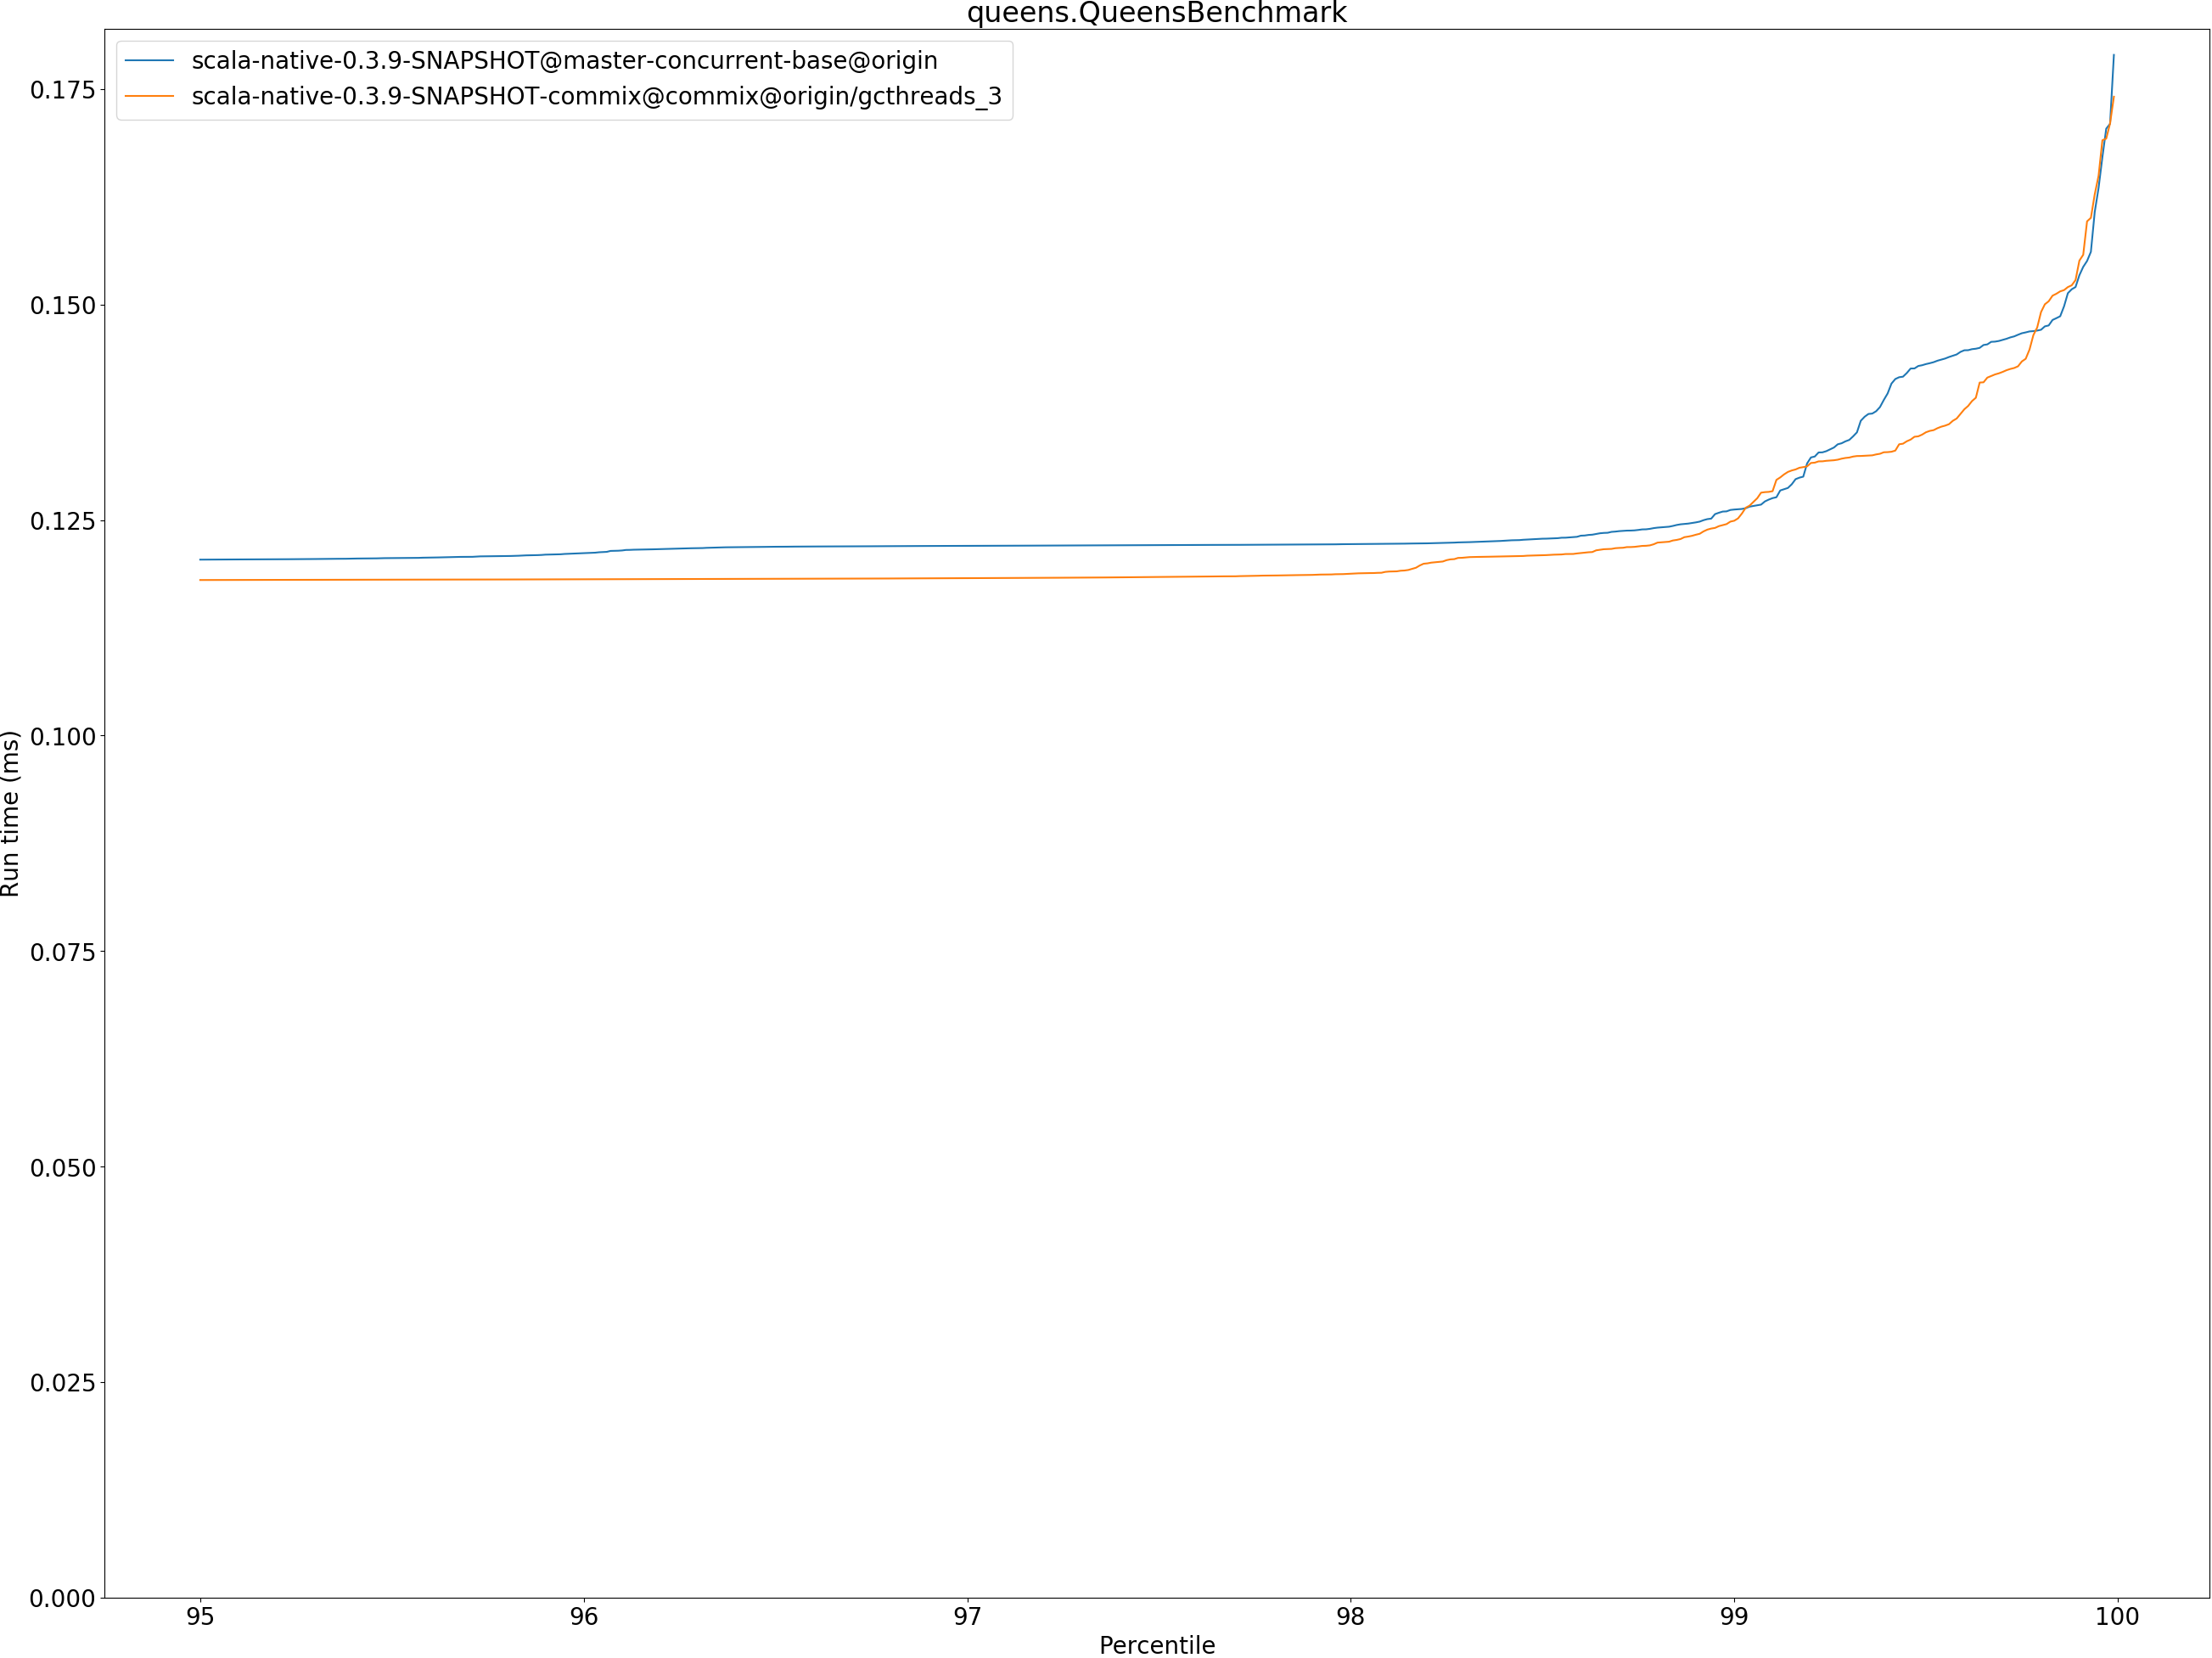 queens.QueensBenchmark
scala-native-0.3.9-SNAPSHOT@master-concurrent-base@origin
scala-native-0.3.9-SNAPSHOT-commix@commix@origin/gcthreads_3
0.175
0.150
0.125
0.100
0.075
0.050
0.025
0.000
Run time (ms)
95 96 97 98 99 100
Percentile